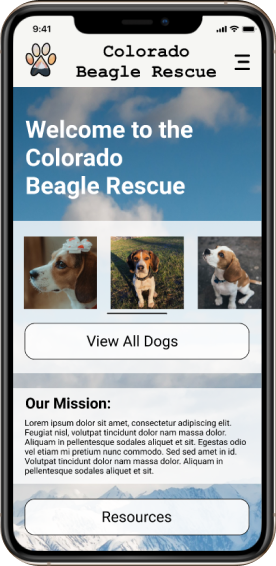 9:41
Colorado
Beagle Rescue
Welcome to the
Colorado
Beagle Rescue
View All Dogs
Our Mission:
Lorem ipsum dolor sit amet, consectetur adipiscing elit.
Feugiat nisl, volutpat tincidunt dolor nam massa dolor.
Aliquam in pellentesque sodales aliquet et sit. Egestas odio
vel etiam mi pretium nunc commodo. Sed sed amet in id.
Volutpat tincidunt dolor nam massa dolor. Aliquam in
pellentesque sodales aliquet et sit.
Resources